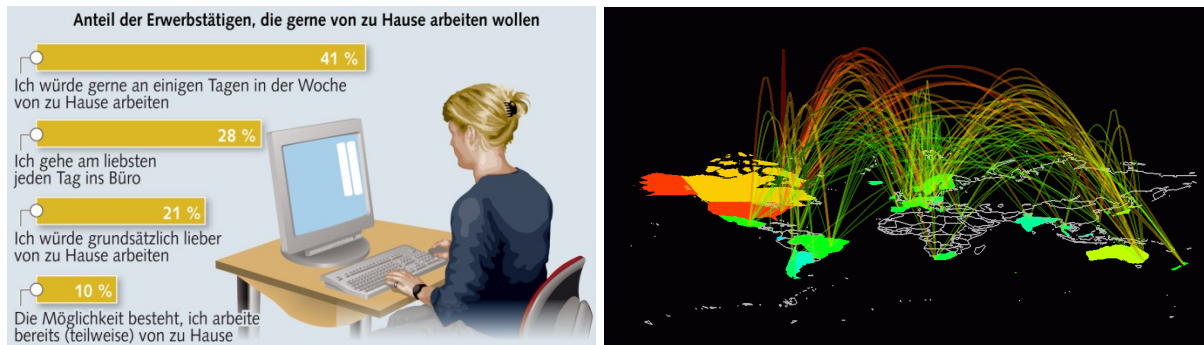 Anteil der Erwerbstätigen, die gerne von zu Hause arbeiten wollen
41 %
Ich würde gerne an einigen Tagen in der Woche
von zu Hause arbeiten
28 %
Ich gehe am liebsten
jeden Tag ins Büro
21 %
Ich würde grundsätzlich lieber
von zu Hause arbeiten
10 %
Die Möglichkeit besteht, ich arbeite
bereits (teilweise) von zu Hause